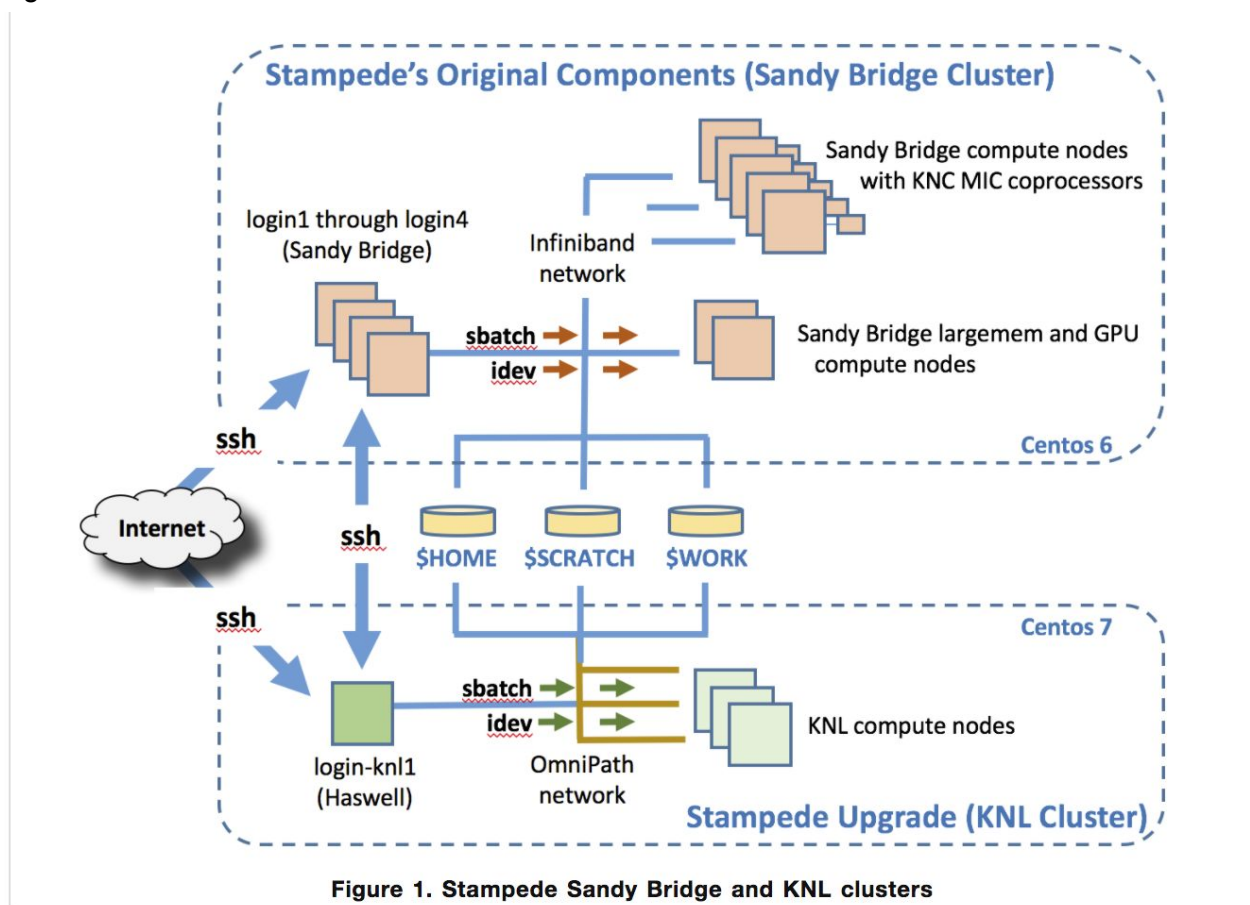 Stampede's Original Components (Sandy Bridge Cluster)
Sandy Bridge compute nodes
with KNC MIC coprocessors
login1 through login4
(Sandy Bridge)
Infiniband
network
sbatch
idev
Sandy Bridge largemem and GPU
compute nodes
ssh
Centos 6
Internet
ssh
$HOME
$SCRATCH
$WORK
ssh
Centos 7
sbatch
idev
KNL compute nodes
login-knl1
(Haswell)
OmniPath
network
Stampede Upgrade (KNL Cluster)
Figure 1. Stampede Sandy Bridge and KNL clusters